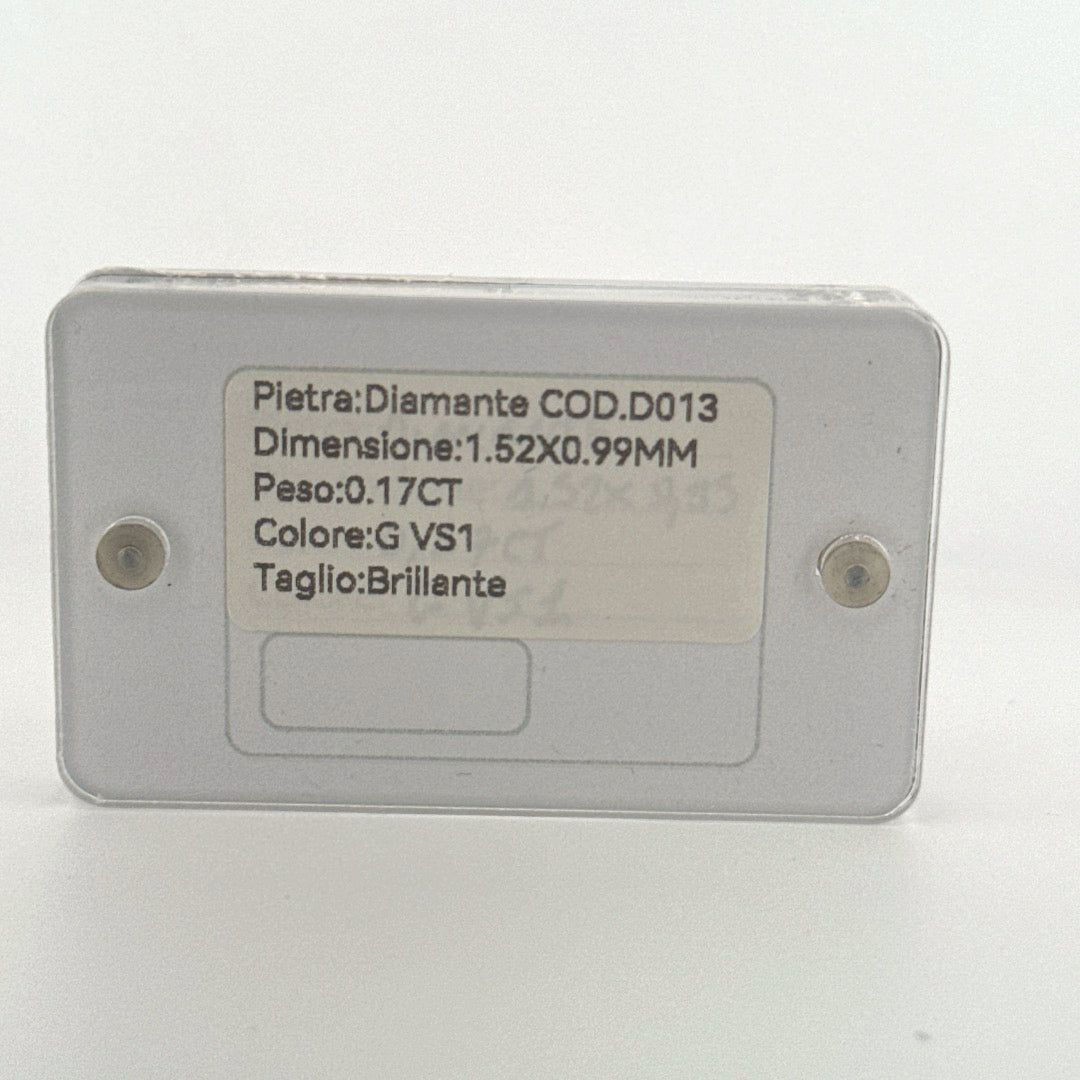 Pietra:Diamante COD.D013
Dimensione:1.52X0.99MM
Peso:0.17CT
Colore:G VS1
Taglio:Brillante